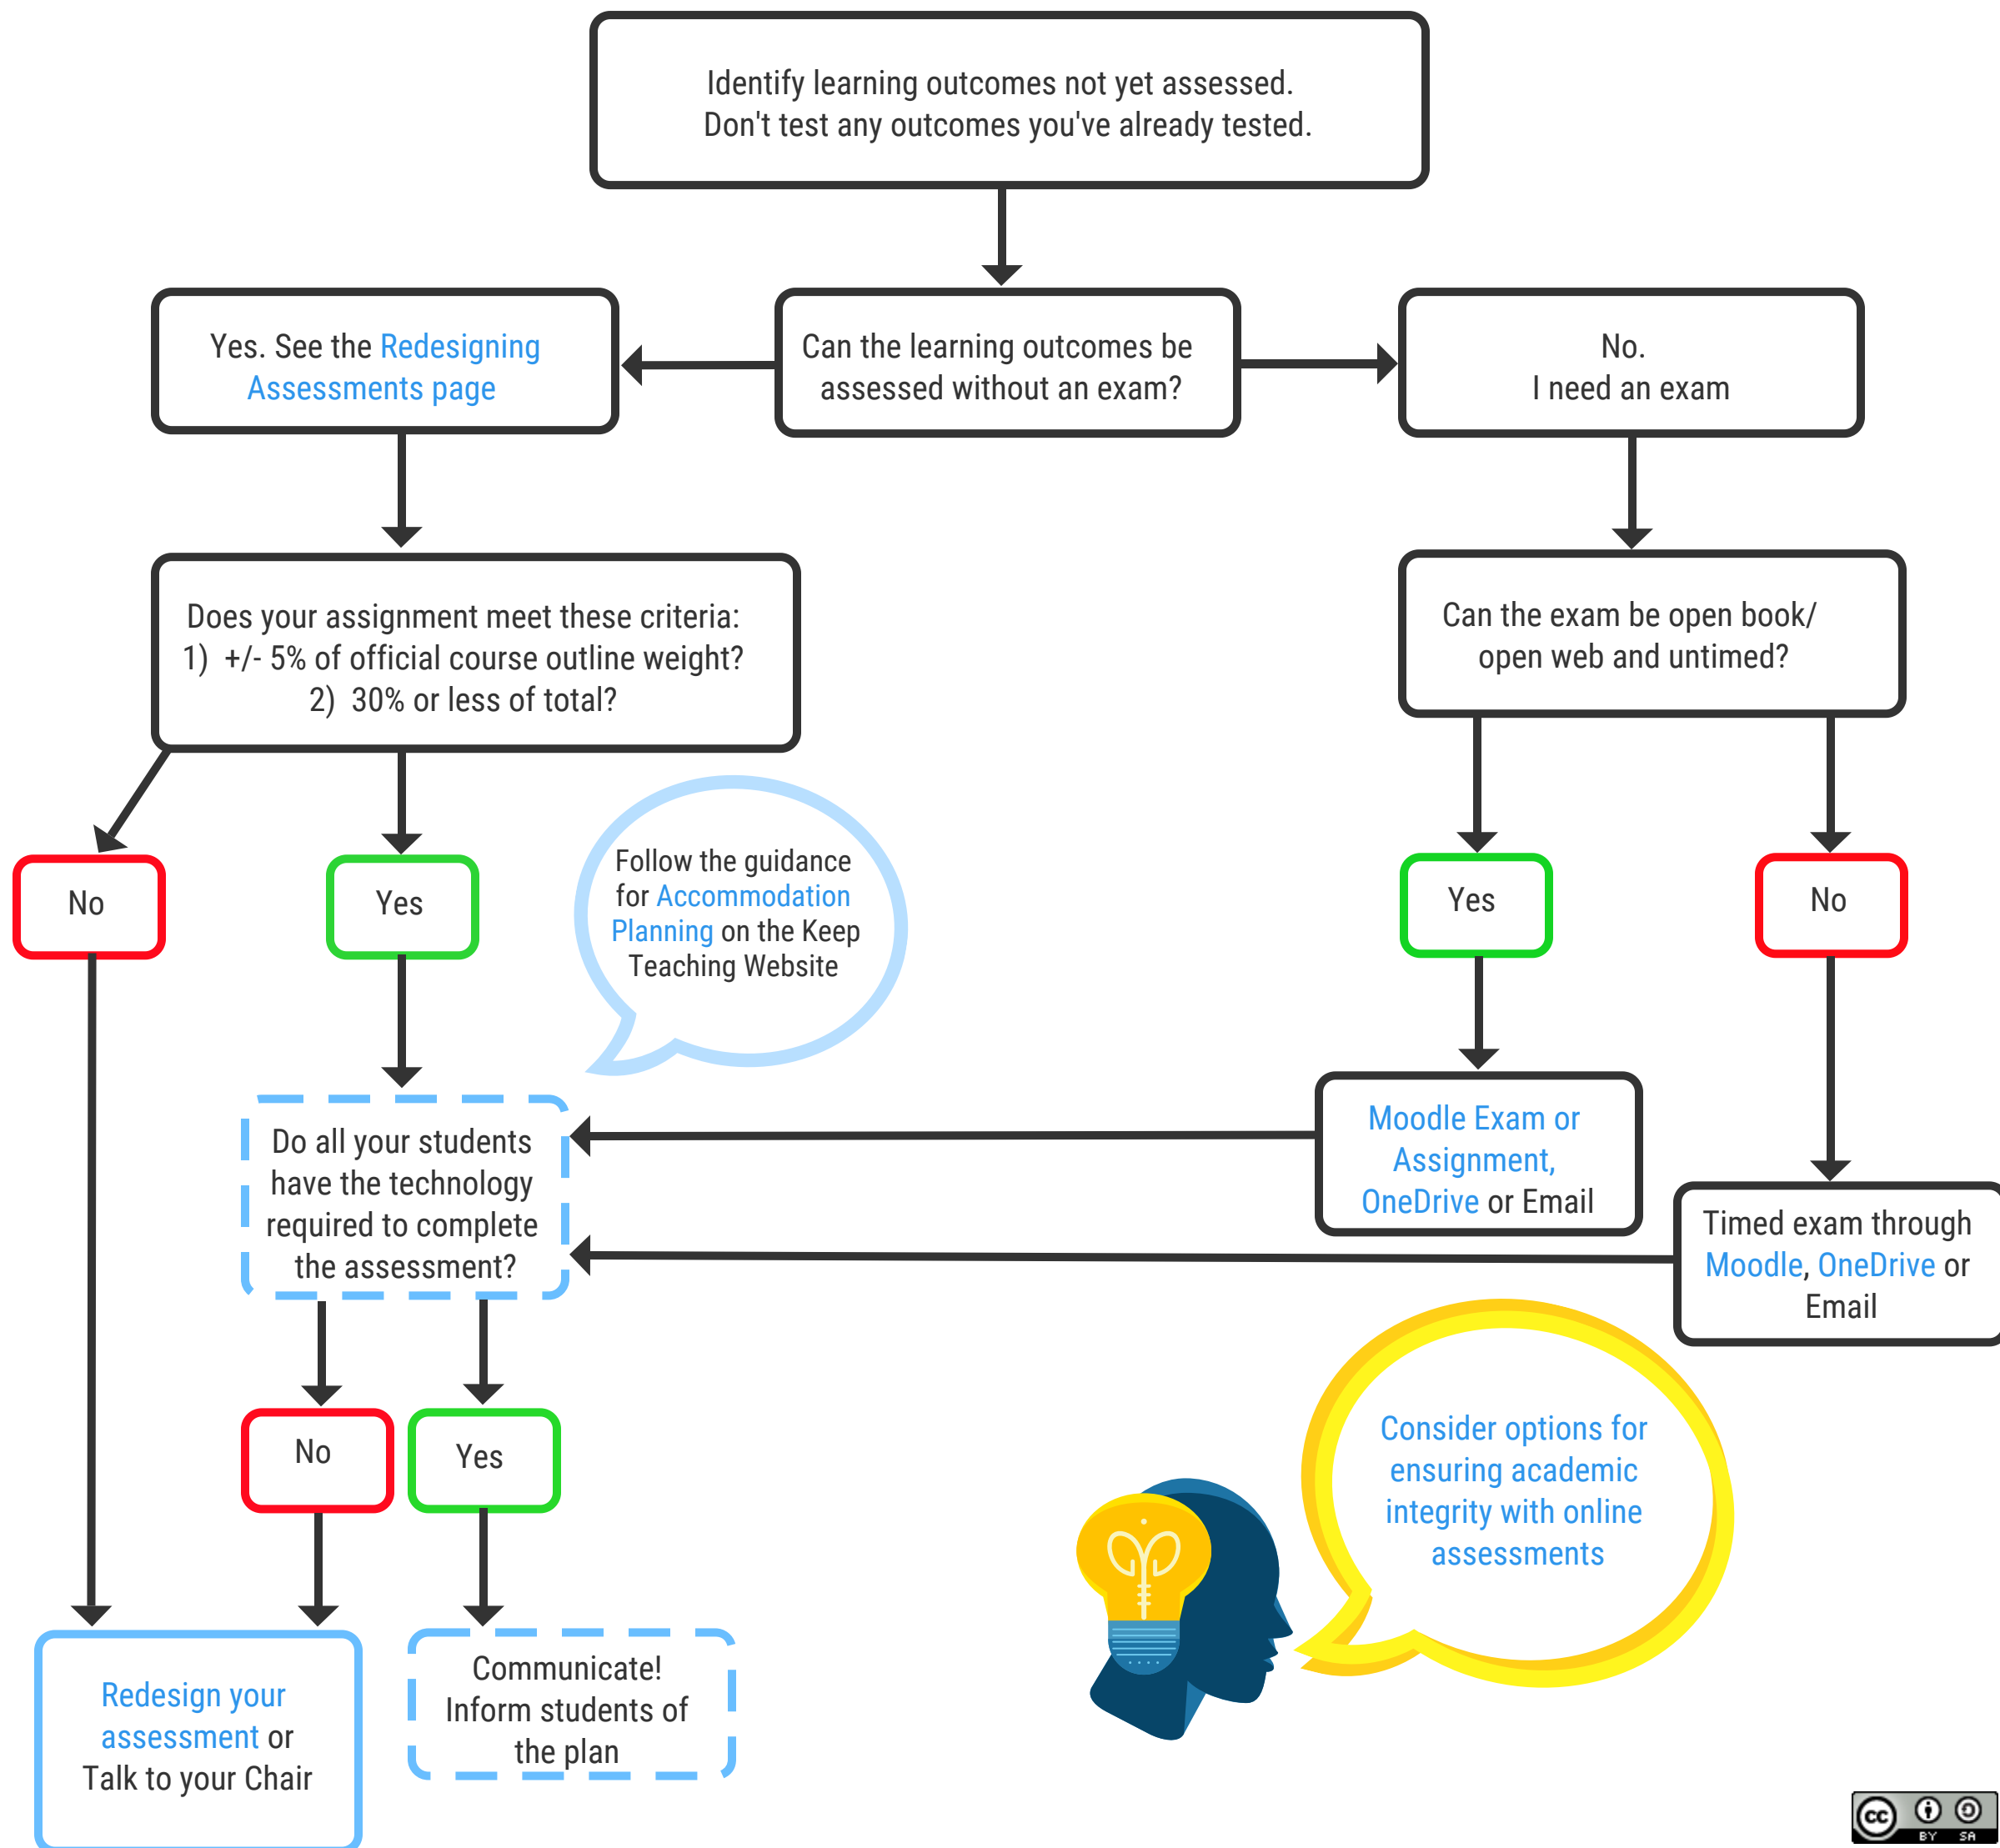 Identify learning outcomes not yet assessed.
Don't test any outcomes you've already tested.
Yes. See the Redesigning
Assessments page
Can the learning outcomes be
assessed without an exam?
No.
I need an exam
Does your assignment meet these criteria:
1) +/- 5% of official course outline weight?
2) 30% or less of total?
Can the exam be open book/
open web and untimed?
No
Yes
Follow the guidance
for Accommodation
Planning on the Keep
Teaching Website
Yes
No
Do all your students
have the technology
required to complete
the assessment?
Moodle Exam or
Assignment,
OneDrive or Email
Timed exam through
Moodle, OneDrive or
Email
No
Yes
Consider options for
ensuring academic
integrity with online
assessments
Redesign your
assessment or
Talk to your Chair
Communicate!
Inform students of
the plan
cc
BY SA